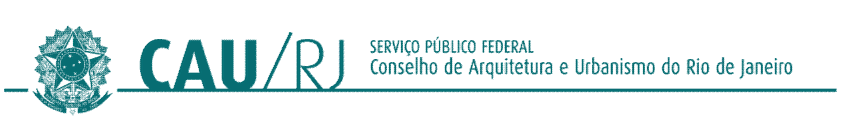 CAU/RJ
SERVIÇO PÚBLICO FEDERAL
Conselho de Arquitetura e Urbanismo do Rio de Janeiro